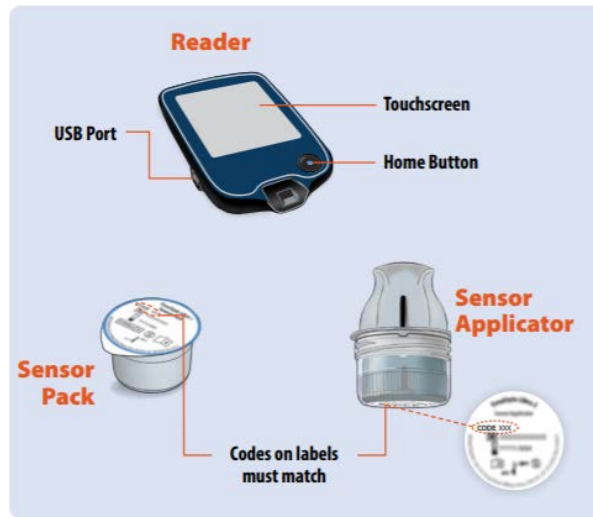 Reader
Touchscreen
USB Port
Home Button
Sensor
Applicator
Sensor
Pack
CODE XXX
Codes on labels
must match